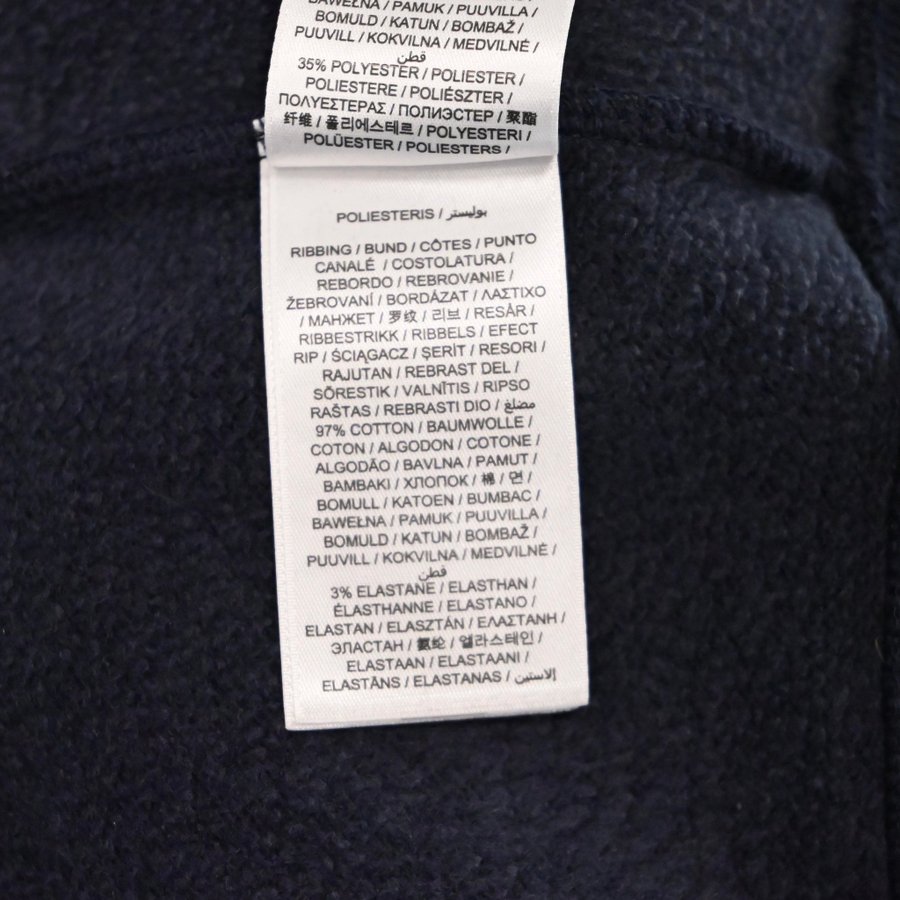 BAWEŁNA / PAMUK / PUUVILLA /
BOMULD / KATUN / BOMBAŽ /
PUUVILL / KOKVILNA / MEDVILNĖ /
قطن
35% POLYESTER / POLIESTER /
POLIESTERE / POLIÉSZTER /
ΠΟΛΥΕΣΤΕΡΑΣ / ПОЛИЭСТЕР / 聚酯
纤维 / 폴리에스테르 / POLYESTERI /
POLÜESTER / POLIESTERS /
POLIESTERIS / بوليستر
RIBBING / BUND / CÔTES / PUNTO
CANALÉ / COSTOLATURA /
REBORDO / REBROVANIE /
ŽEBROVANÍ / BORDÁZAT / ΛΑΣΤΙΧΟ
/ МАНЖЕТ / 罗纹 / 리브 / RESÅR /
RIBBESTRIKK / RIBBELS / EFECT
RIP / ŚCIĄGACZ / ŞERİT / RESORI /
RAJUTAN / REBRAST DEL /
SÕRESTIK / VALNĪTIS / RIPSO
RAŠTAS / REBRASTI DIO / مضلع
97% COTTON / BAUMWOLLE /
COTON / ALGODON / COTONE /
ALGODÃO / BAVLNA / PAMUT /
ΒΑΜΒΑΚΙ / ХЛОПОК / 棉 / 면 /
BOMULL / KATOEN / BUMBAC /
BAWEŁNA / PAMUK / PUUVILLA /
BOMULD / KATUN / BOMBAŽ /
PUUVILL / KOKVILNA / MEDVILNĖ /
قطن
3% ELASTANE / ELASTHAN /
ÉLASTHANNE / ELASTANO /
ELASTAN / ELASZTÁN / ΕΛΑΣΤΑΝΗ /
ЭЛАСТАН / 氨纶 / 엘라스테인 /
ELASTAAN / ELASTAANI /
ELASTĀNS / ELASTANAS / إلاستين